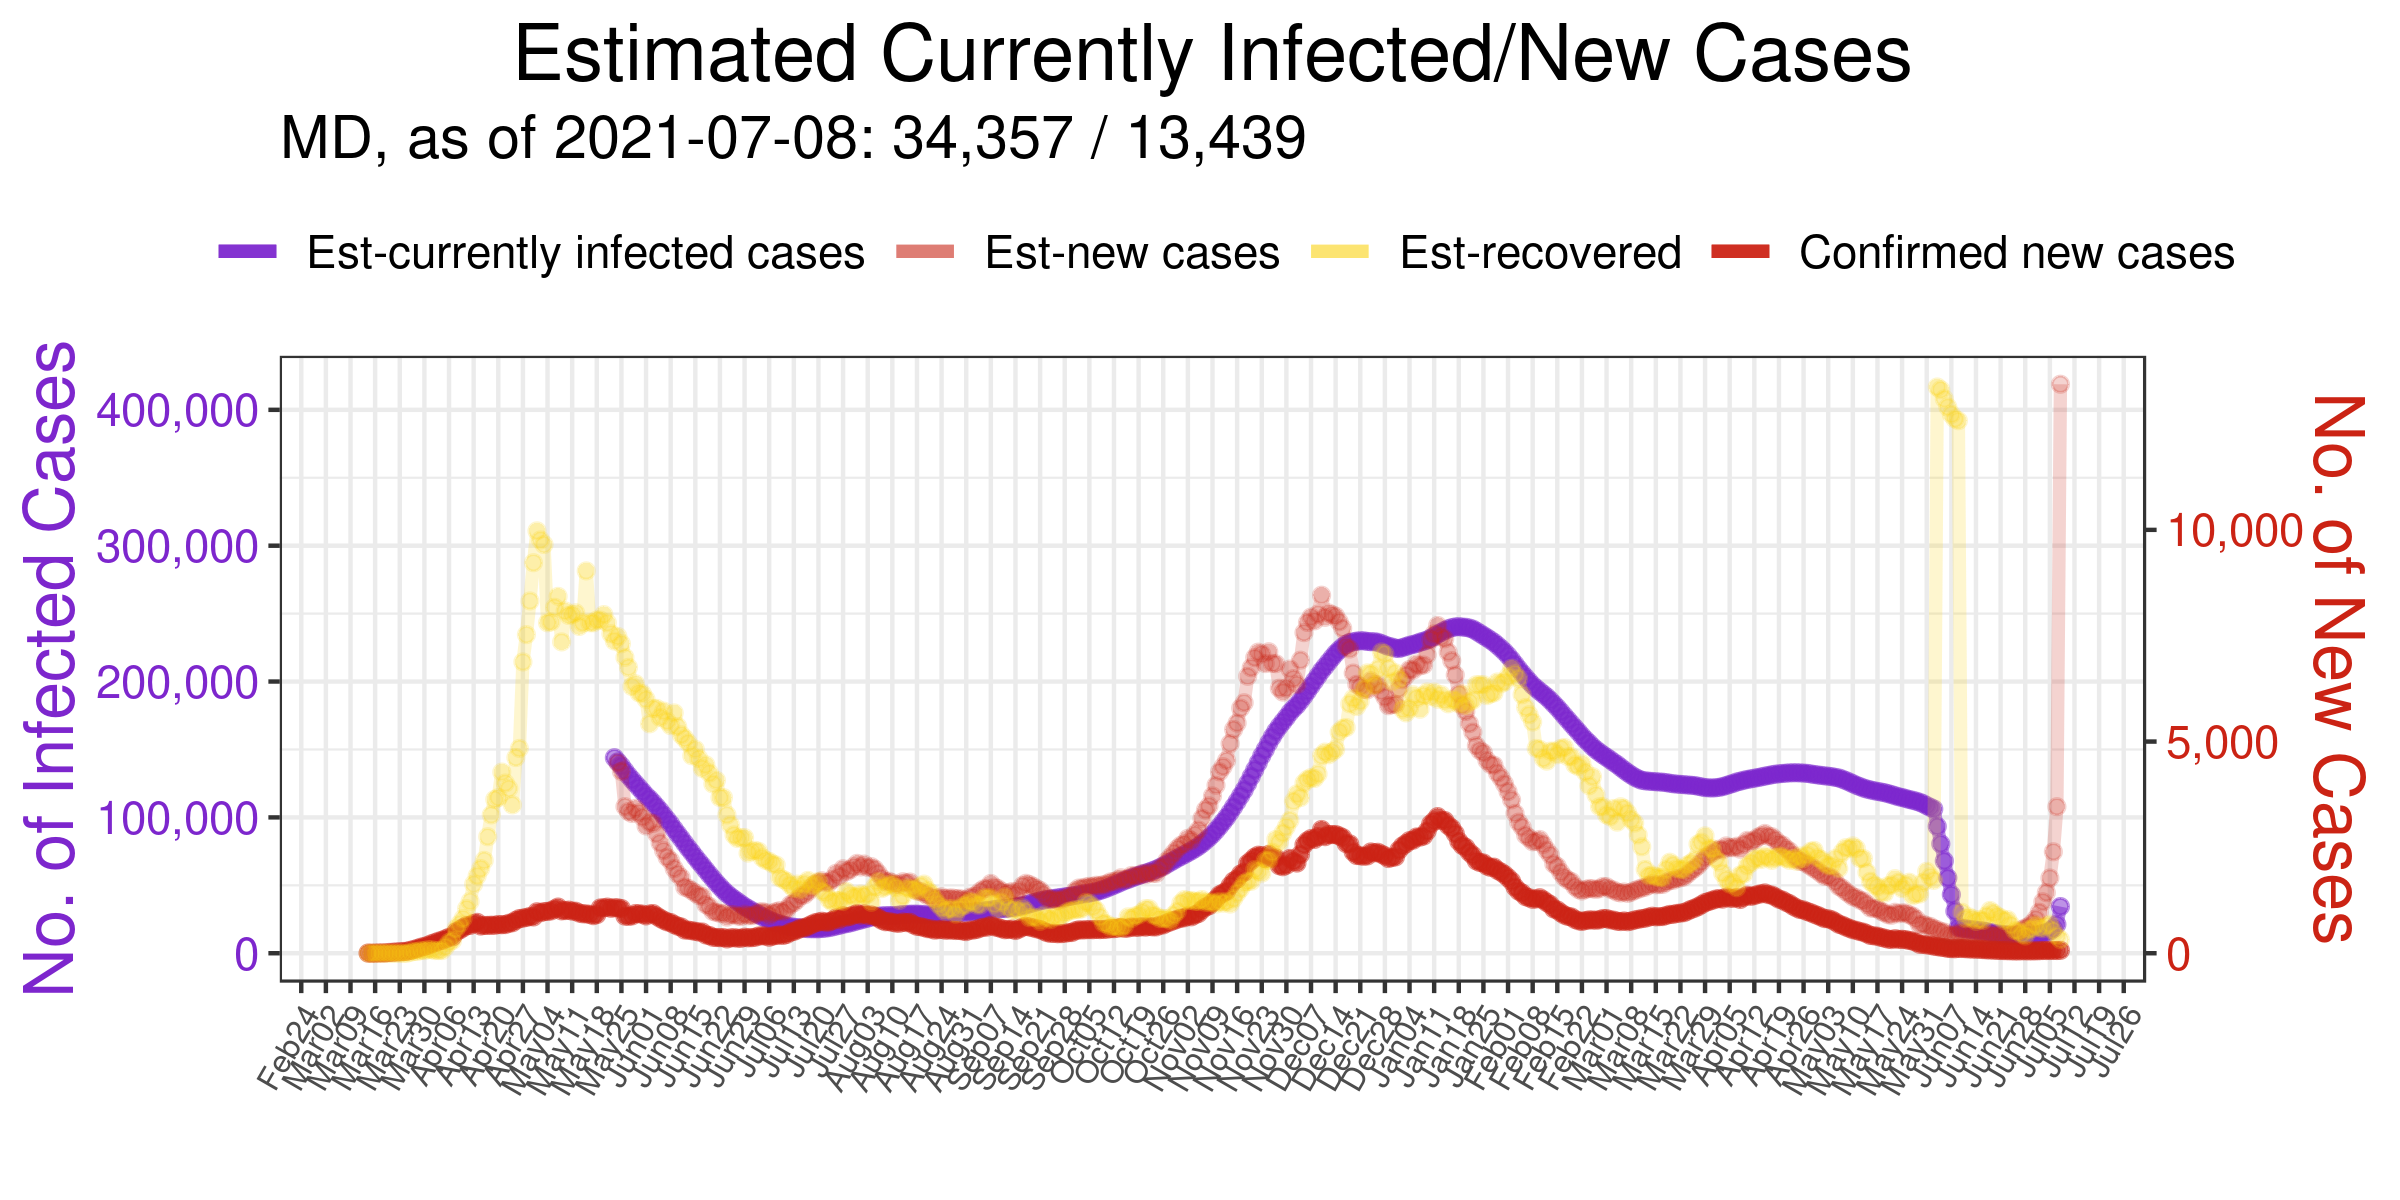 Estimated Currently Infected/New Cases
MD, as of 2021-07-08: 34,357 / 13,439
Est-currently infected cases Est-new cases Est-recovered Confirmed new cases
No. of Infected Cases
400,000
300,000
200,000
100,000
0
10,000
5,000
0
No. of New Cases
Feb24
Mar02
Mar09
Mar16
Mar23
Mar30
Apr06
Apr13
Apr20
Apr27
May04
May11
May18
May25
Jun01
Jun08
Jun15
Jun22
Jun29
Jul06
Jul13
Jul20
Jul27
Aug03
Aug10
Aug17
Aug24
Aug31
Sep07
Sep14
Sep21
Sep28
Oct05
Oct12
Oct19
Oct26
Nov02
Nov09
Nov16
Nov23
Nov30
Dec07
Dec14
Dec21
Dec28
Jan04
Jan11
Jan18
Jan25
Feb01
Feb08
Feb15
Feb22
Mar01
Mar08
Mar15
Mar22
Mar29
Apr05
Apr12
Apr19
Apr26
May03
May10
May17
May24
May31
Jun07
Jun14
Jun21
Jun28
Jul05
Jul12
Jul19
Jul26